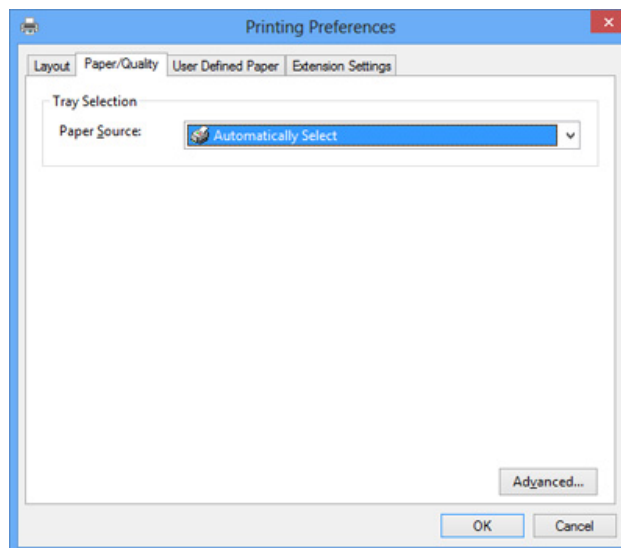 Printing Preferences
Layout Paper/Quality User Defined Paper Extension Settings
Tray Selection
Paper Source: Automatically Select
Advanced...
OK Cancel